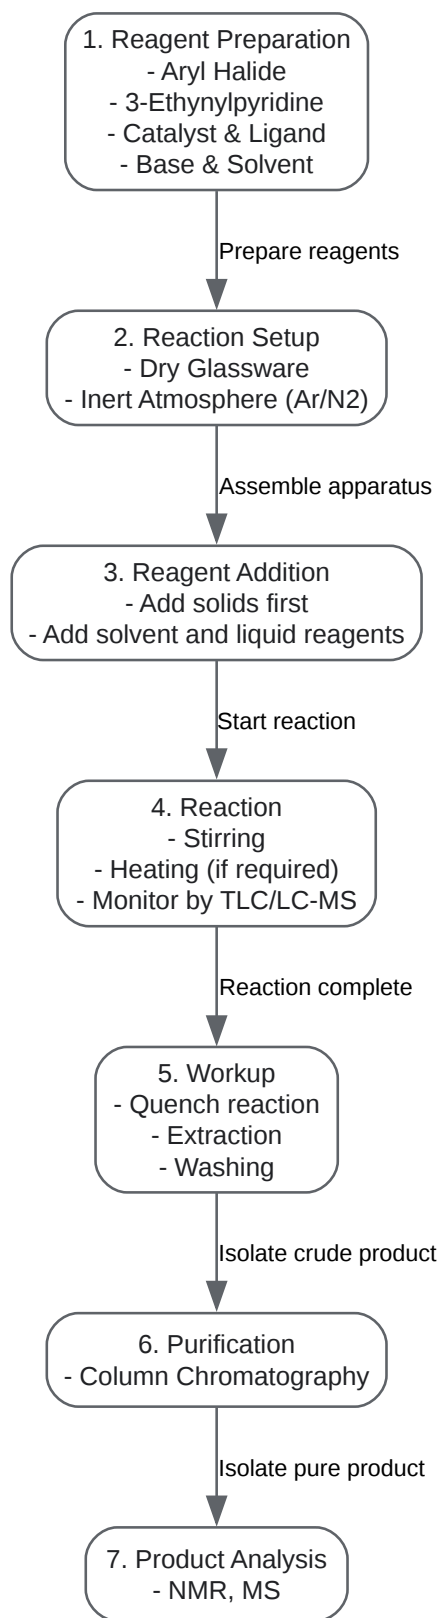 1. Reagent Preparation
- Aryl Halide
- 3-Ethynylpyridine
- Catalyst & Ligand
- Base & Solvent
Prepare reagents
2. Reaction Setup
- Dry Glassware
- Inert Atmosphere (Ar/N2)
Assemble apparatus
3. Reagent Addition
- Add solids first
- Add solvent and liquid reagents
Start reaction
4. Reaction
- Stirring
- Heating (if required)
- Monitor by TLC/LC-MS
Reaction complete
5. Workup
- Quench reaction
- Extraction
- Washing
Isolate crude product
6. Purification
- Column Chromatography
Isolate pure product
7. Product Analysis
- NMR, MS